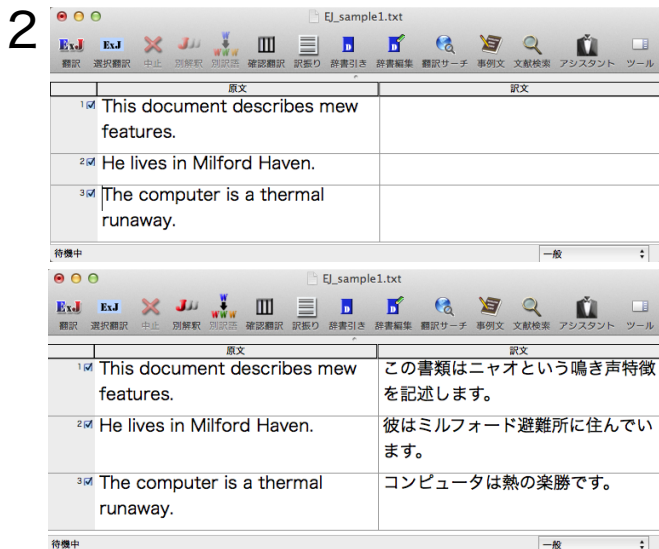 2
EJ_sample1.txt
ExJ ExJ
翻訳 選択翻訳 中止 別解釈 別訳語 確認翻訳 訳振り 辞書引き 辞書編集 翻訳サーチ 事例文 文献検索 アシスタント ツール
原文 訳文
1 This document describes mew
features.
2 He lives in Milford Haven.
3 The computer is a thermal
runaway.
待機中 一般
EJ_sample1.txt
ExJ ExJ
翻訳 選択翻訳 中止 別解釈 別訳語 確認翻訳 訳振り 辞書引き 辞書編集 翻訳サーチ 事例文 文献検索 アシスタント ツール
原文 訳文
1 This document describes mew この書類はニャオという鳴き声特徴
features. を記述します。
2 He lives in Milford Haven. 彼はミルフォード避難所に住んでい
ます。
3 The computer is a thermal コンピュータは熱の楽勝です。
runaway.
待機中 一般